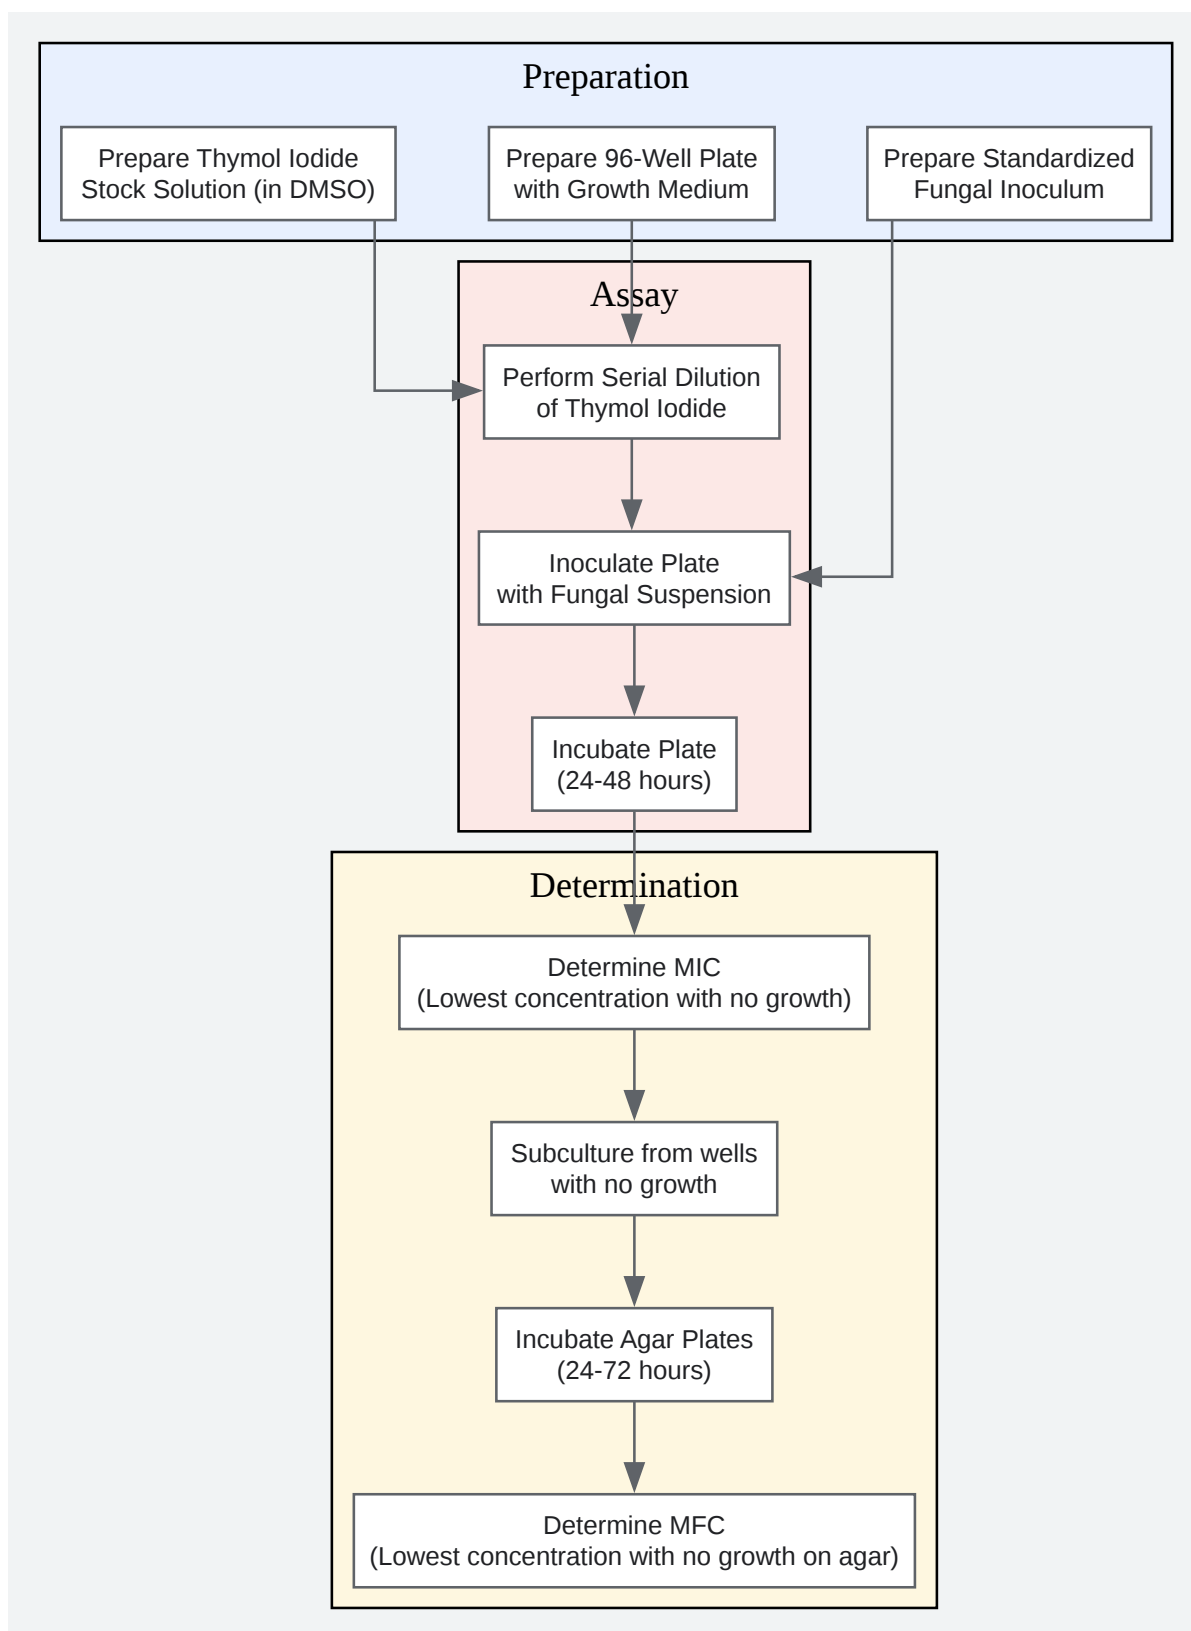 Preparation
Prepare Thymol Iodide
Stock Solution (in DMSO)
Prepare 96-Well Plate
with Growth Medium
Prepare Standardized
Fungal Inoculum
Assay
Perform Serial Dilution
of Thymol Iodide
Inoculate Plate
with Fungal Suspension
Incubate Plate
(24-48 hours)
Determination
Determine MIC
(Lowest concentration with no growth)
Subculture from wells
with no growth
Incubate Agar Plates
(24-72 hours)
Determine MFC
(Lowest concentration with no growth on agar)